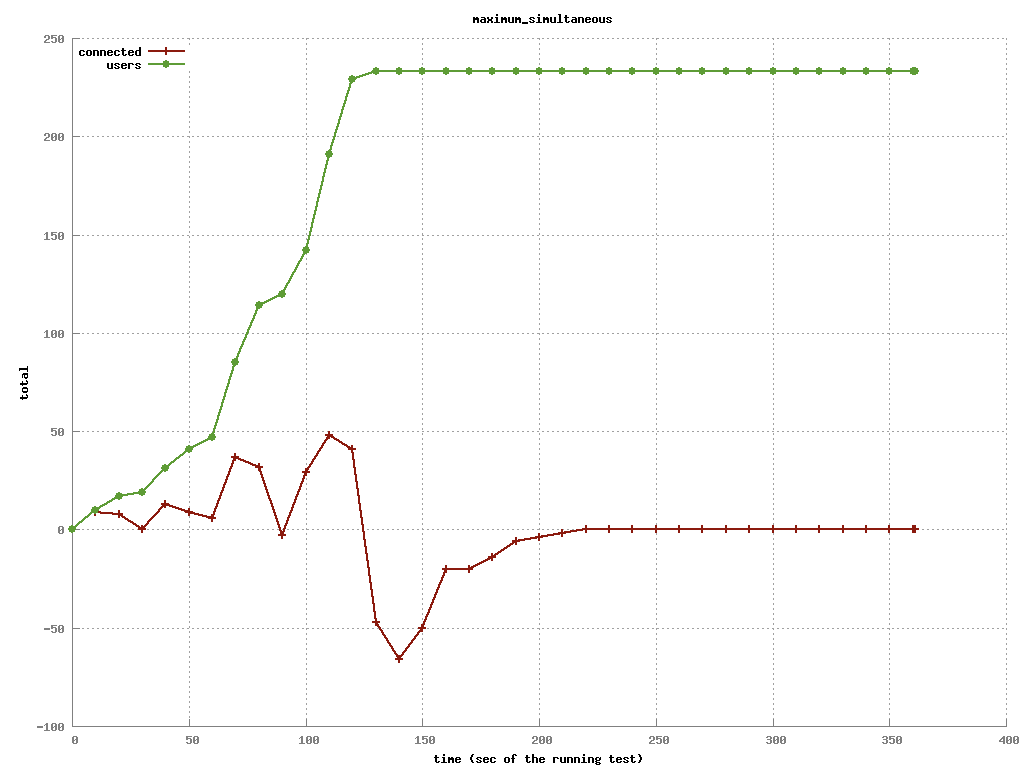 maximum_simultaneous
250
connected
users
200
150
100
total
50
0
-50
-100
0 50 100 150 200 250 300 350 400
time (sec of the running test)